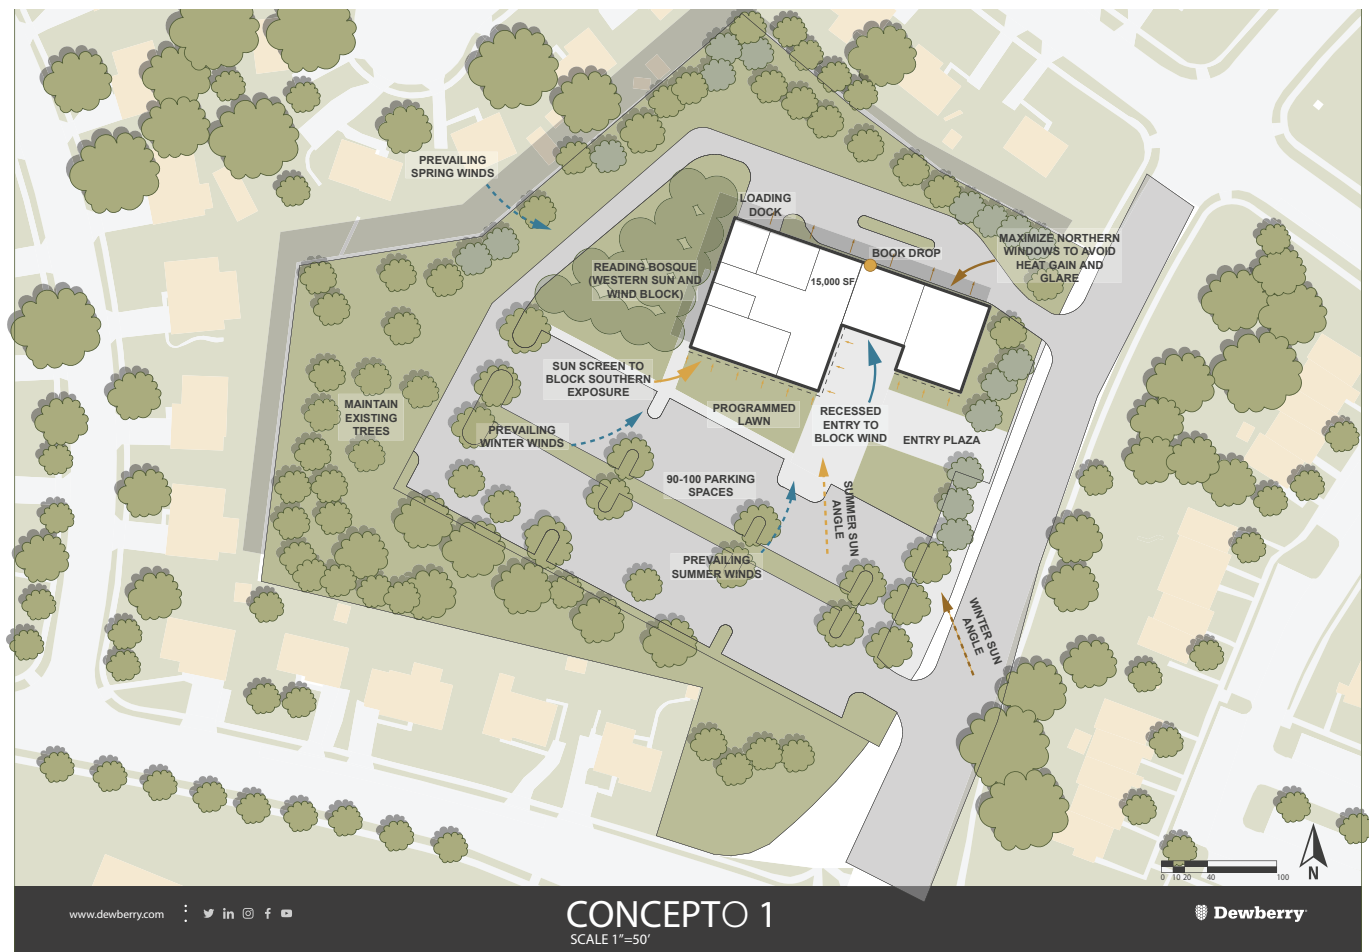 PREVAILING
SPRING WINDS
LOADING
DOCK
BOOK DROP
MAXIMIZE NORTHERN
WINDOWS TO AVOID
HEAT GAIN AND
GLARE
READING BOSQUE
(WESTERN SUN AND
WIND BLOCK)
15,000 SF
SUN SCREEN TO
BLOCK SOUTHERN
EXPOSURE
MAINTAIN
EXISTING
TREES
PROGRAMMED
LAWN
RECESSED
ENTRY TO
BLOCK WIND
ENTRY PLAZA
PREVAILING
WINTER WINDS
90-100 PARKING
SPACES
SUMMER SUN
ANGLE
PREVAILING
SUMMER WINDS
WINTER SUN
ANGLE
0 10 20 40 100
N
www.dewberry.com
CONCEPTO 1
SCALE 1"=50'
Dewberry